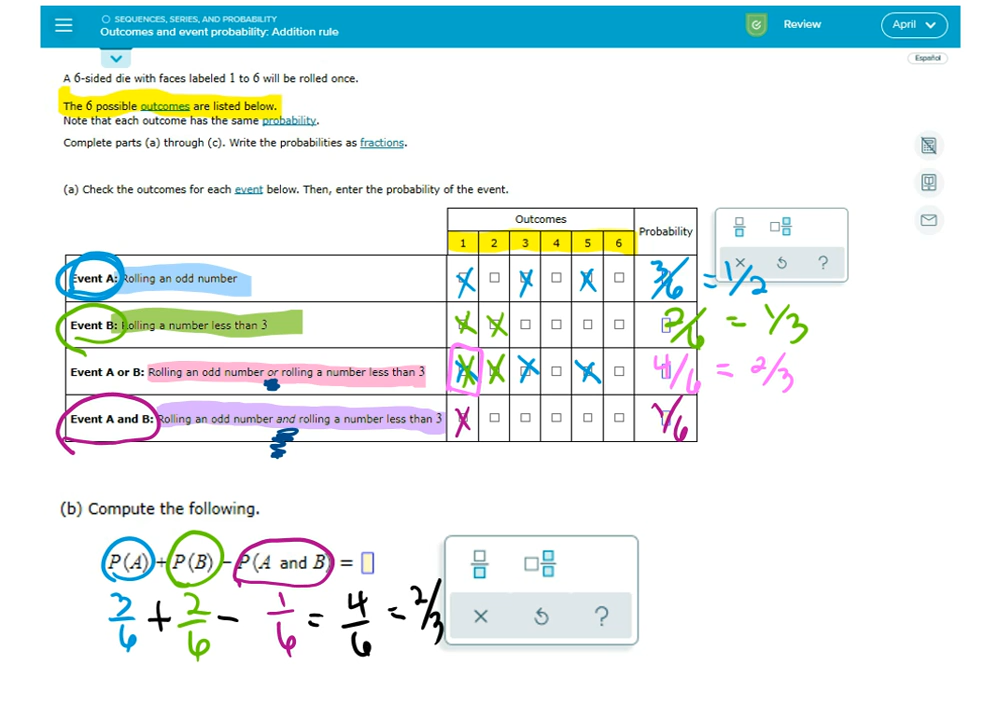 SEQUENCES, SERIES, AND PROBABILITY
Outcomes and event probability: Addition rule
Review
April
Español
A 6-sided die with faces labeled 1 to 6 will be rolled once.
The 6 possible outcomes are listed below.
Note that each outcome has the same probability.
Complete parts (a) through (c). Write the probabilities as fractions.
(a) Check the outcomes for each event below. Then, enter the probability of the event.
Outcomes
Probability
1 2 3 4 5 6
Event A: Rolling an odd number 3/6 = 1/2
Event B: Rolling a number less than 3 2/6 = 1/3
Event A or B: Rolling an odd number or rolling a number less than 3 4/6 = 2/3
Event A and B: Rolling an odd number and rolling a number less than 3 1/6
× ?
(b) Compute the following.
P(A) + P(B) − P(A and B) =
3/6 + 2/6 − 1/6 = 4/6 = 2/3
× ?